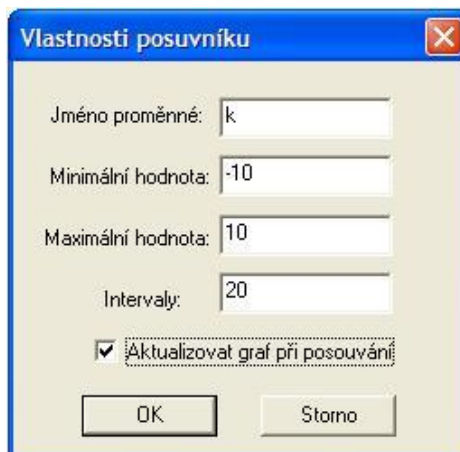 Vlastnosti posuvníku
Jméno proměnné: k
Minimální hodnota: -10
Maximální hodnota: 10
Intervaly: 20
Aktualizovat graf při posouvání
OK Storno